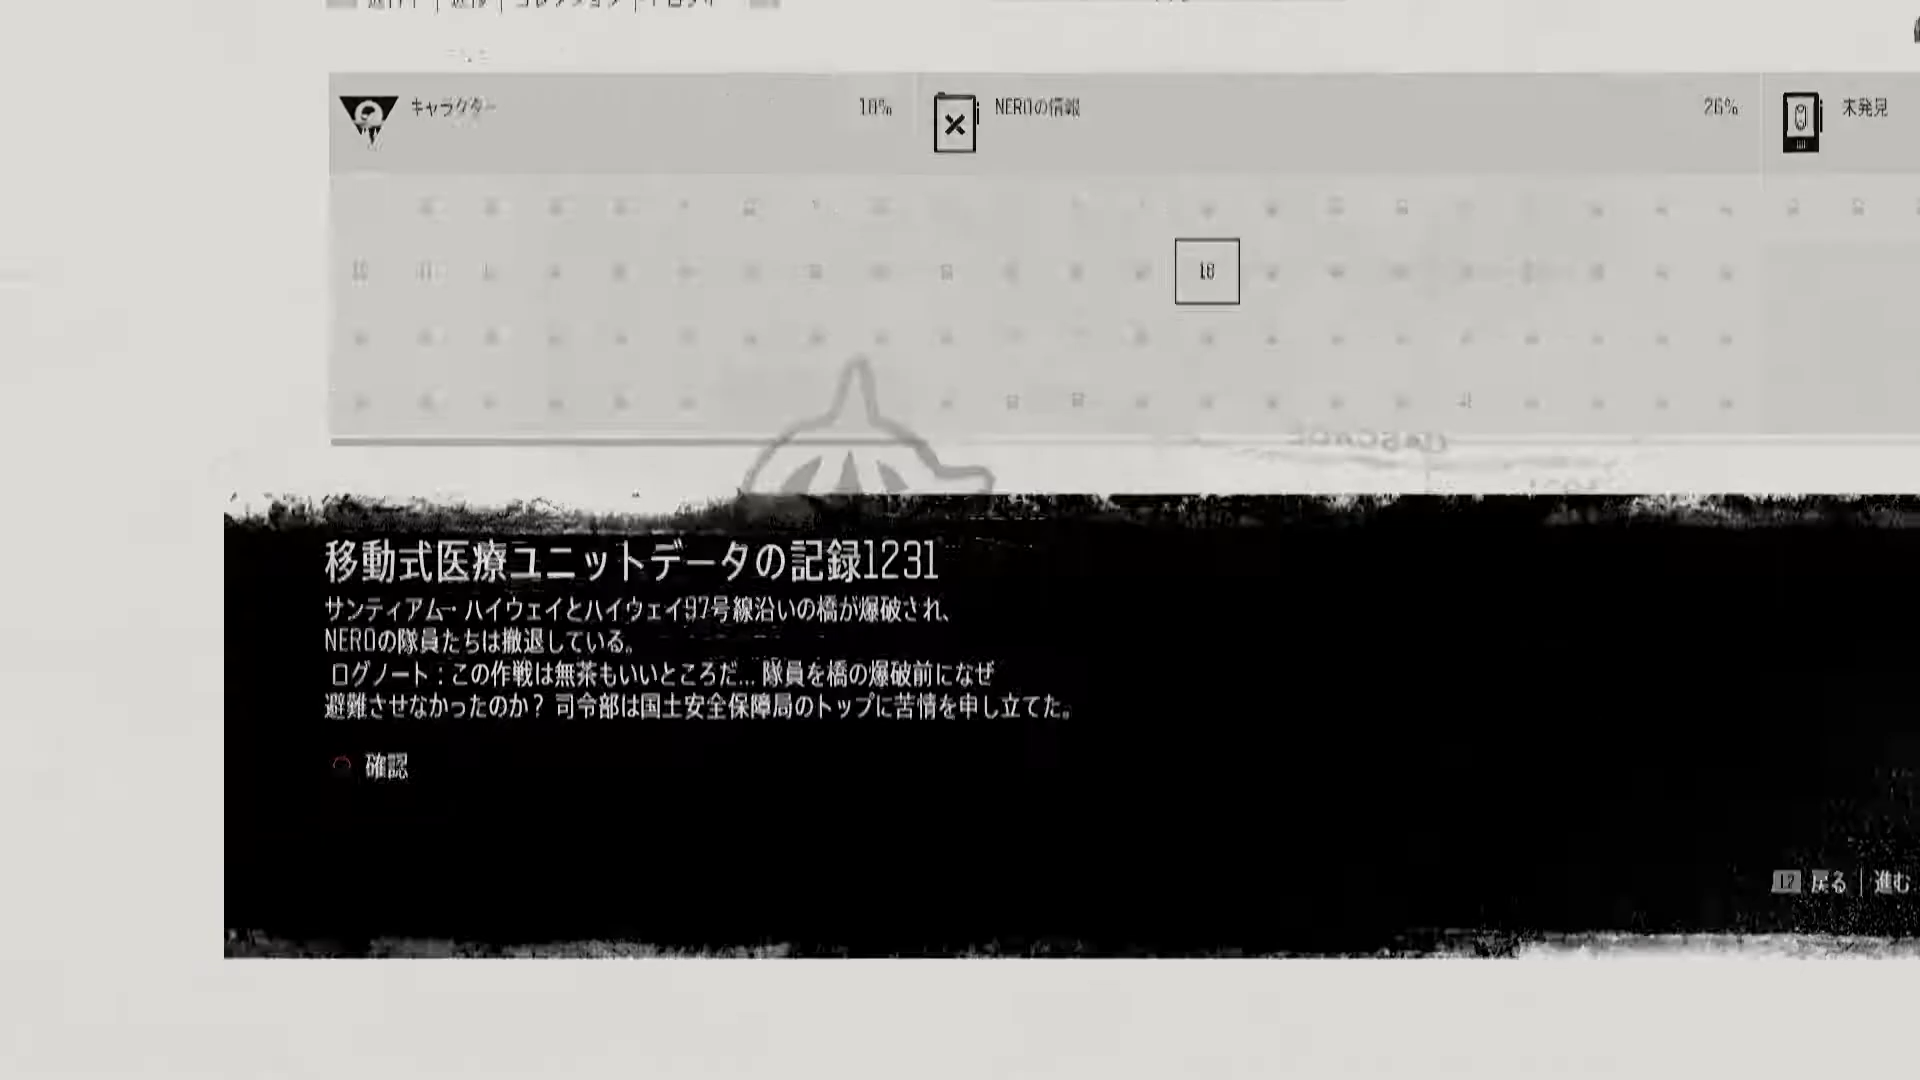 キャラクター 10%
NEROの情報 26%
未発見
10 11
16
移動式医療ユニットデータの記録1231
サンティアム・ハイウェイとハイウェイ97号線沿いの橋が爆破され、
NEROの隊員たちは撤退している。
ログノート：この作戦は無茶もいいところだ... 隊員を橋の爆破前になぜ
避難させなかったのか？ 司令部は国土安全保障局のトップに苦情を申し立てた。
確認
L2 戻る | 進む